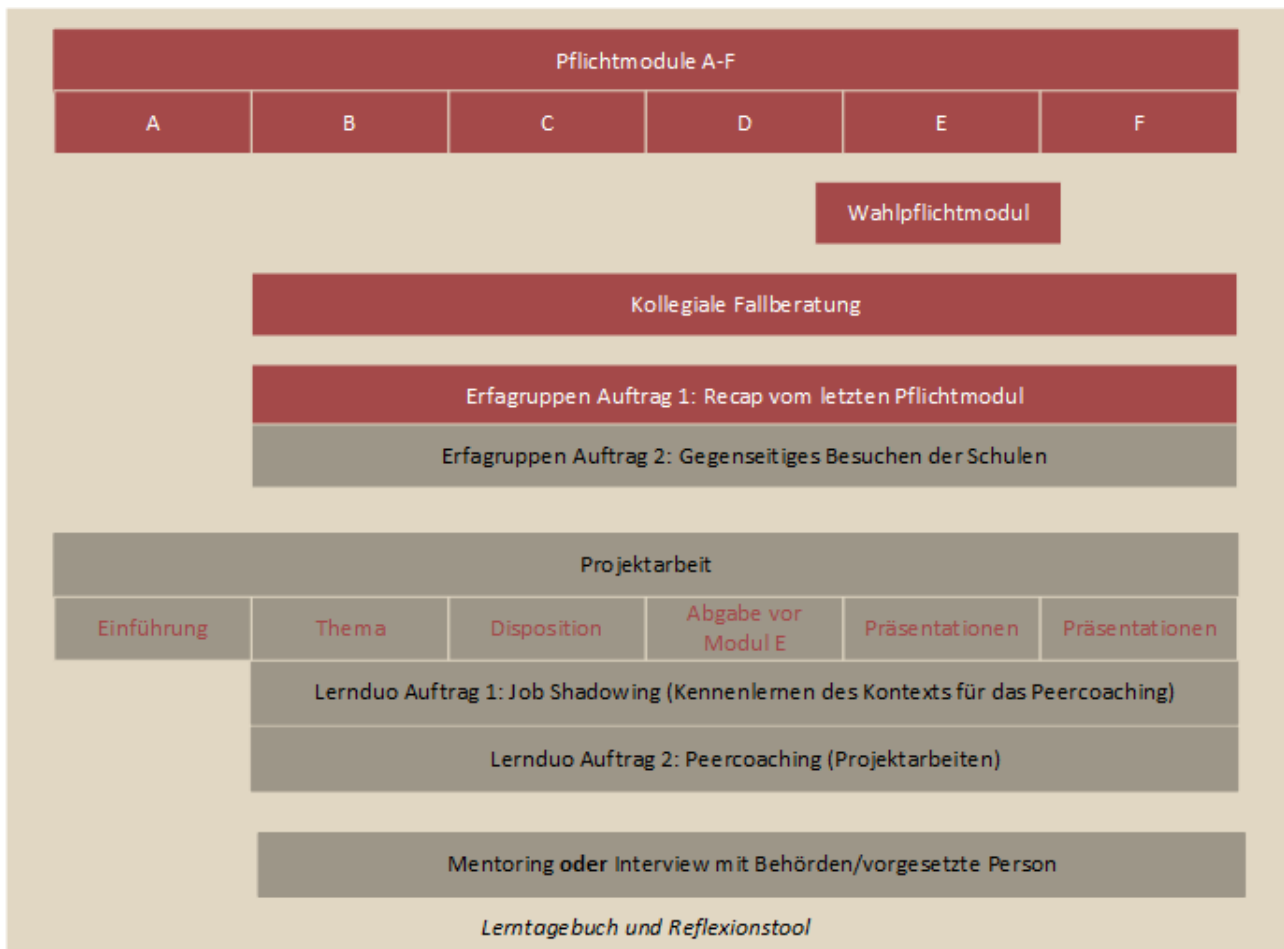 Pflichtmodule A-F
A B C D E F
Wahlpflichtmodul
Kollegiale Fallberatung
Erfagruppen Auftrag 1: Recap vom letzten Pflichtmodul
Erfagruppen Auftrag 2: Gegenseitiges Besuchen der Schulen
Projektarbeit
Einführung Thema Disposition Abgabe vor Modul E Präsentationen Präsentationen
Lernduo Auftrag 1: Job Shadowing (Kennenlernen des Kontexts für das Peercoaching)
Lernduo Auftrag 2: Peercoaching (Projektarbeiten)
Mentoring oder Interview mit Behörden/vorgesetzte Person
Lerntagebuch und Reflexionstool